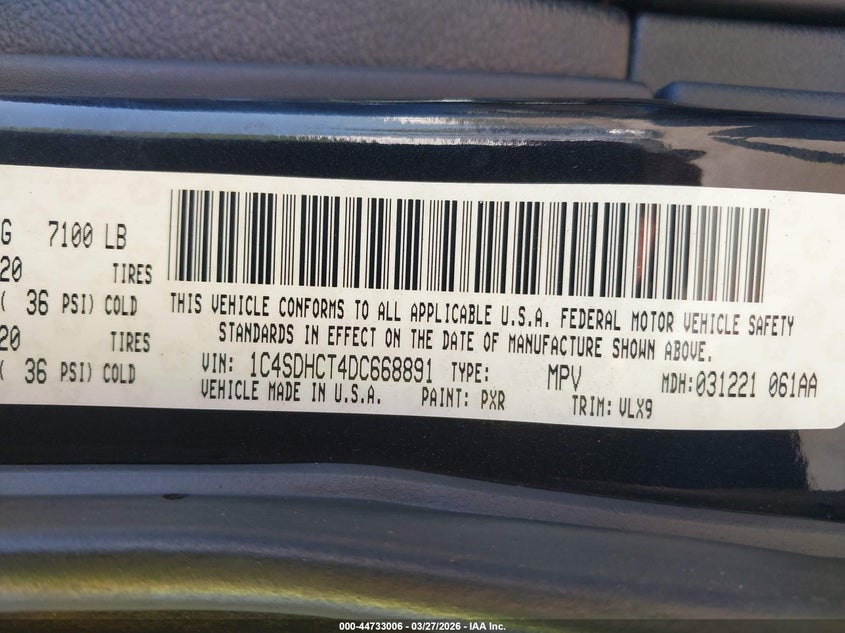 G 7100 LB
20 TIRES
( 36 PSI) COLD
20 TIRES
( 36 PSI) COLD
THIS VEHICLE CONFORMS TO ALL APPLICABLE U.S.A. FEDERAL MOTOR VEHICLE SAFETY
STANDARDS IN EFFECT ON THE DATE OF MANUFACTURE SHOWN ABOVE.
VIN: 1C4SDHCT4DC668891 TYPE: MPV MDH:031221 061AA
VEHICLE MADE IN U.S.A. PAINT: PXR TRIM: VLX9
000-44733006 - 03/27/2026 - IAA Inc.